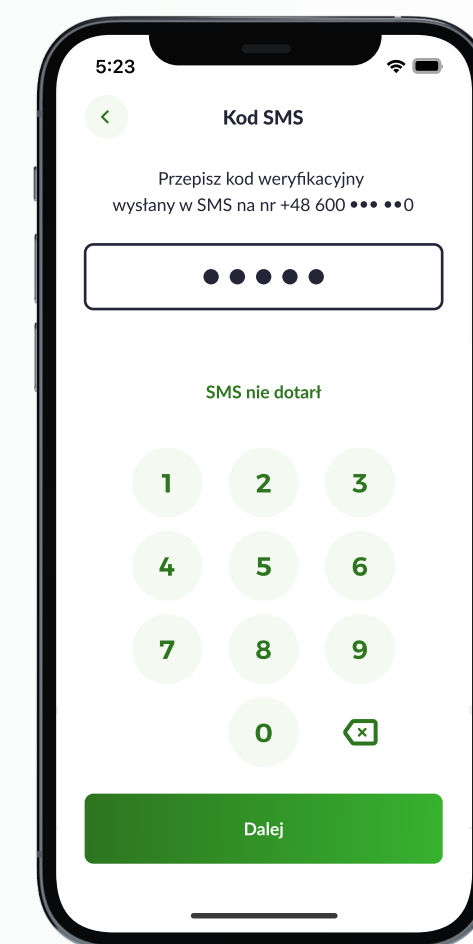 5:23
Kod SMS
Przepisz kod weryfikacyjny
wysłany w SMS na nr +48 600 ••• ••0
•••••
SMS nie dotarł
1 2 3
4 5 6
7 8 9
0
Dalej